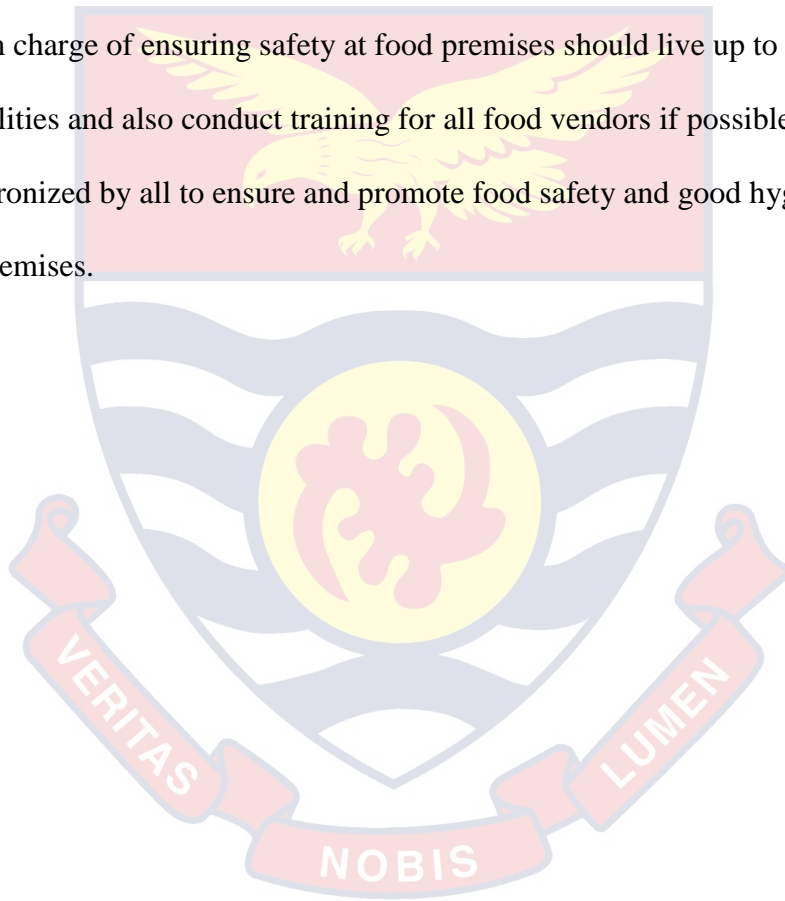 n charge of ensuring safety at food premises should live up to
lities and also conduct training for all food vendors if possible
ronized by all to ensure and promote food safety and good hyg
emises.
VERITAS
NOBIS
LUMEN